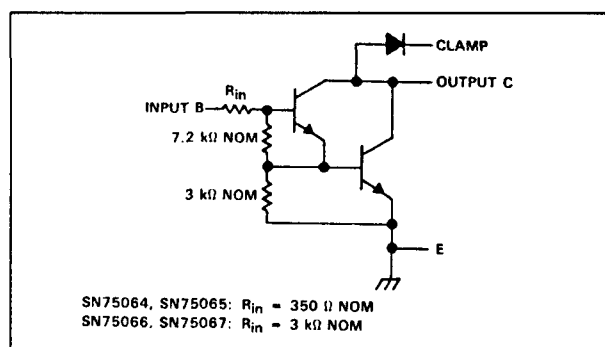 CLAMP
OUTPUT C
Rin
INPUT B
7.2 kΩ NOM
3 kΩ NOM
E
SN75064, SN75065: Rin = 350 Ω NOM
SN75066, SN75067: Rin = 3 kΩ NOM